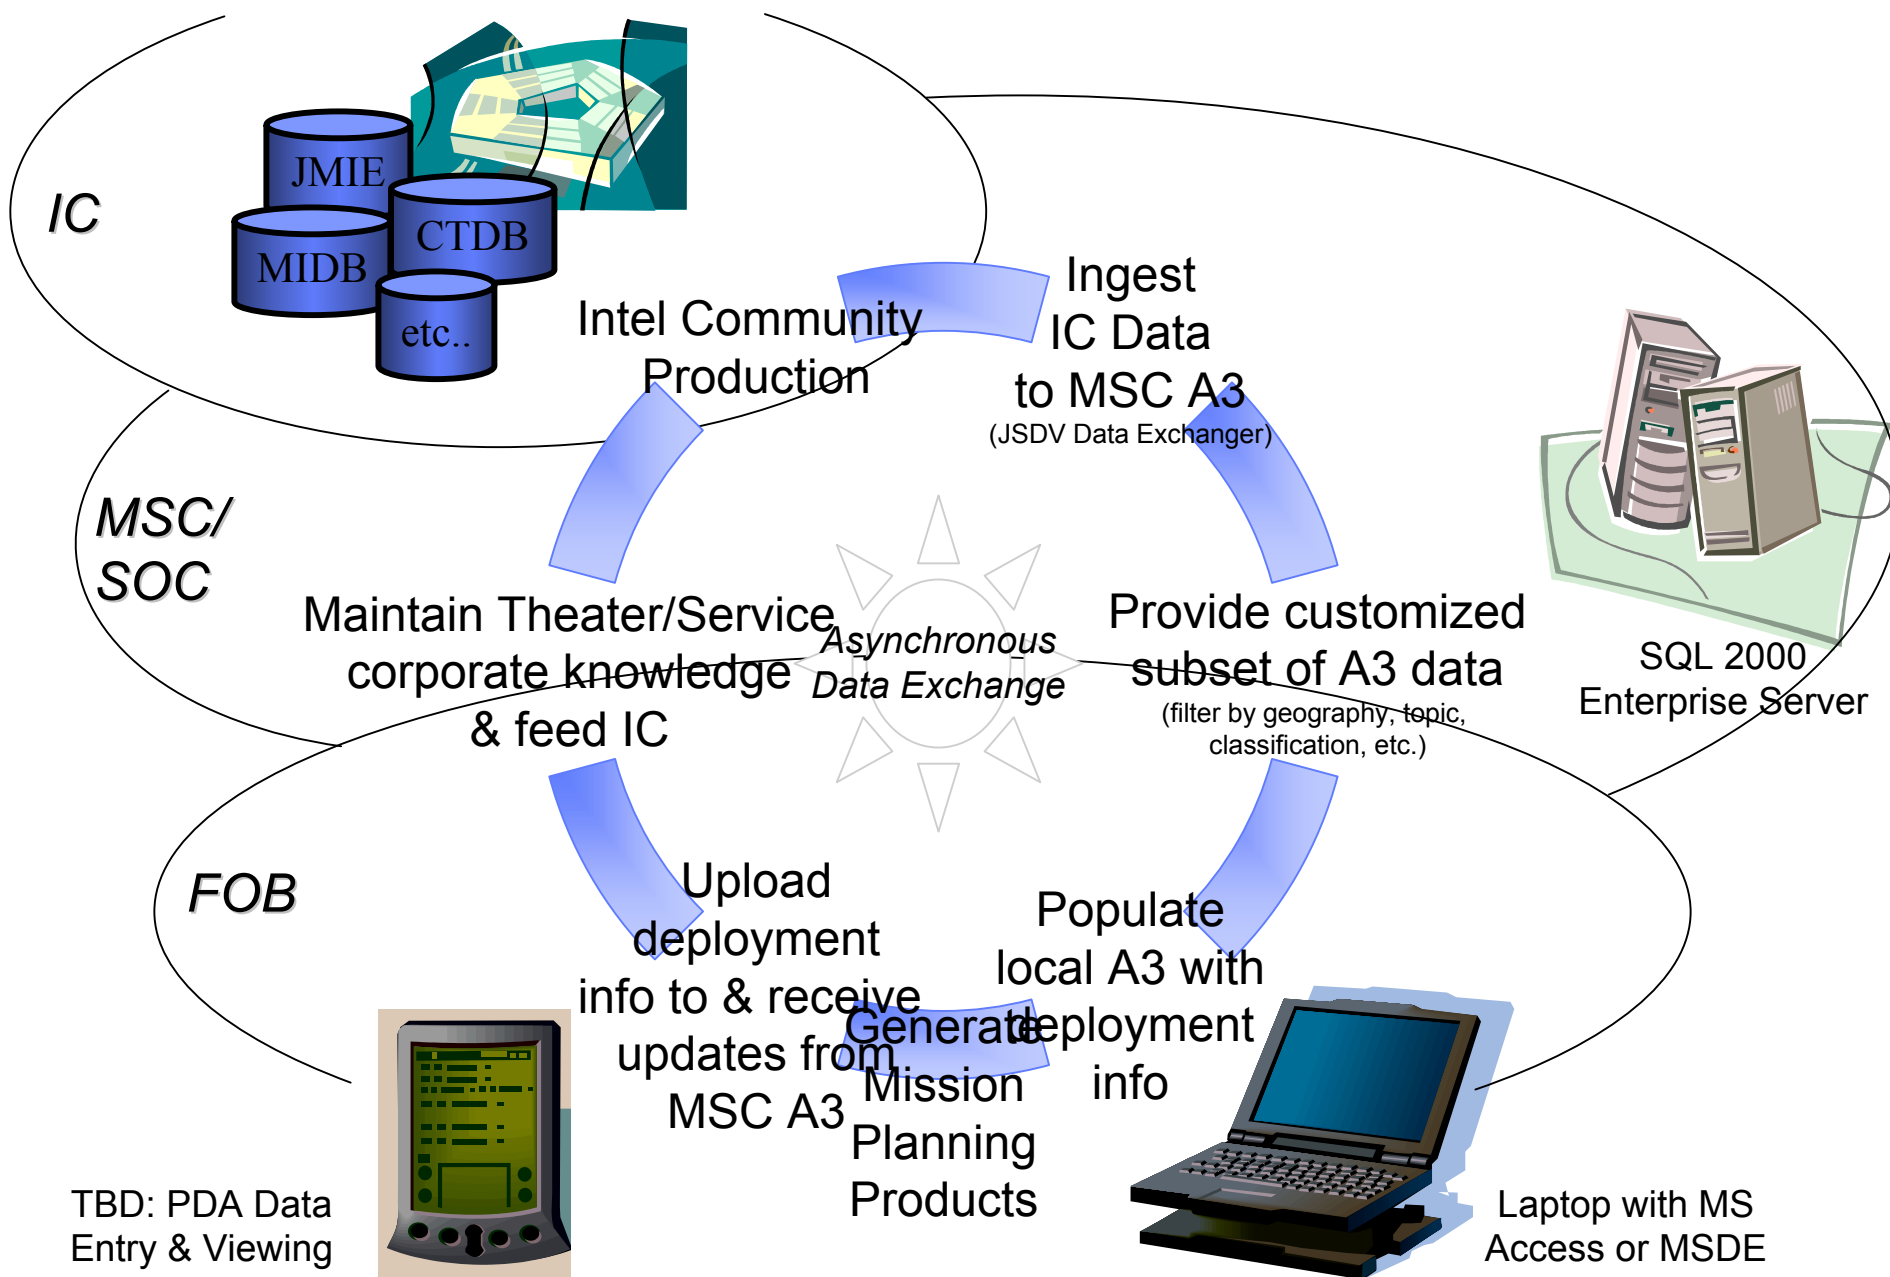 IC
JMIE
CTDB
MIDB
etc..
Intel Community
Production
Ingest
IC Data
to MSC A3
(JSDV Data Exchanger)
MSC/
SOC
Maintain Theater/Service
corporate knowledge
& feed IC
Asynchronous
Data Exchange
Provide customized
subset of A3 data
(filter by geography, topic,
classification, etc.)
SQL 2000
Enterprise Server
FOB
Upload
deployment
info to & receive
updates from
MSC A3
Generate
Mission
Planning
Products
Populate
local A3 with
deployment
info
TBD: PDA Data
Entry & Viewing
Laptop with MS
Access or MSDE